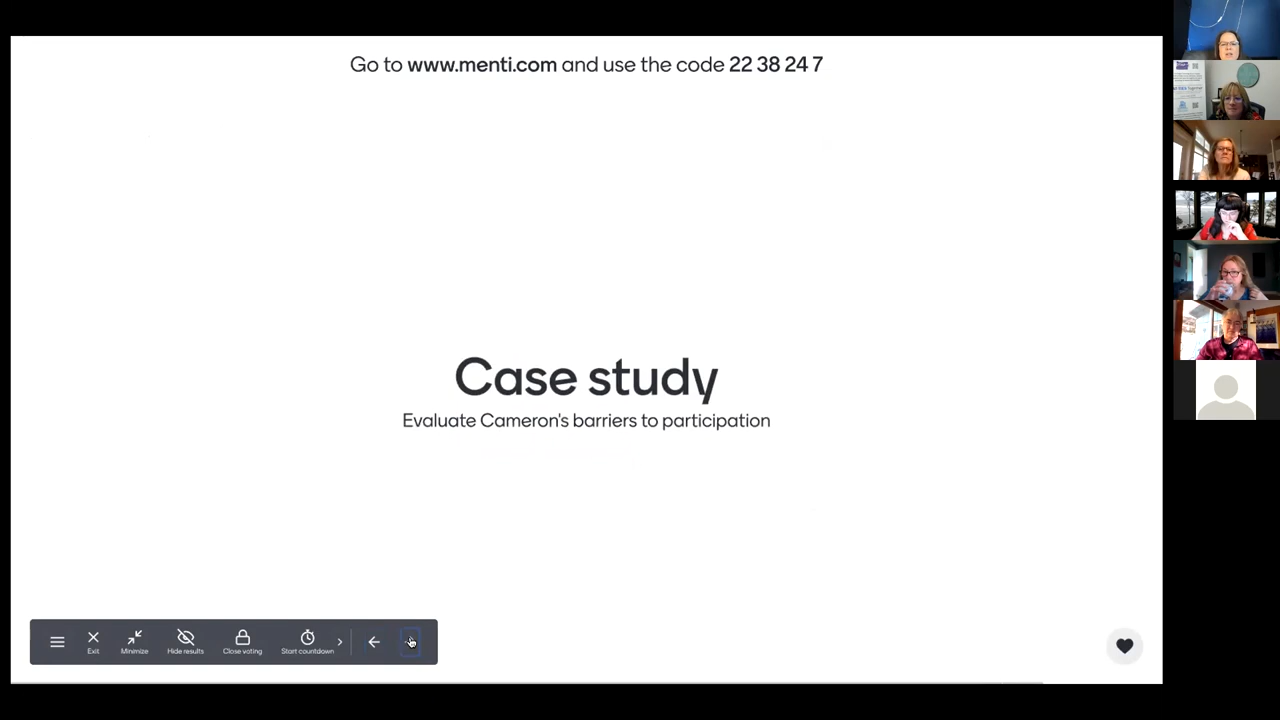 Go to www.menti.com and use the code 22 38 24 7
Case study
Evaluate Cameron's barriers to participation
Exit
Minimize
Hide results
Close voting
Start countdown